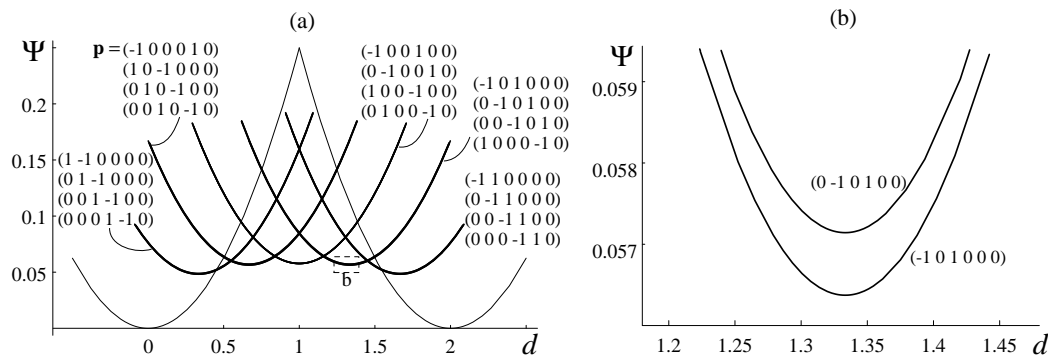 (a)
Ψ
p = (-1 0 0 0 1 0)
(1 0 -1 0 0 0)
(0 1 0 -1 0 0)
(0 0 1 0 -1 0)
(-1 0 0 1 0 0)
(0 -1 0 0 1 0)
(1 0 0 -1 0 0)
(0 1 0 0 -1 0)
(-1 0 1 0 0 0)
(0 -1 0 1 0 0)
(0 0 -1 0 1 0)
(1 0 0 0 -1 0)
(1 -1 0 0 0 0)
(0 1 -1 0 0 0)
(0 0 1 -1 0 0)
(0 0 0 1 -1 0)
(-1 1 0 0 0 0)
(0 -1 1 0 0 0)
(0 0 -1 1 0 0)
(0 0 0 -1 1 0)
0.2
0.15
0.1
0.05
b
0 0.5 1 1.5 2 d
(b)
Ψ
0.059
0.058
0.057
(0 -1 0 1 0 0)
(-1 0 1 0 0 0)
1.2 1.25 1.3 1.35 1.4 1.45 d